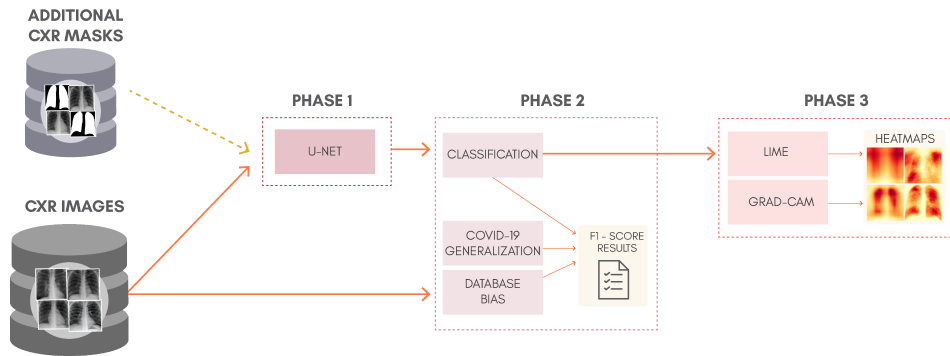 ADDITIONAL
CXR MASKS
CXR IMAGES
PHASE 1
U-NET
PHASE 2
CLASSIFICATION
COVID-19
GENERALIZATION
DATABASE
BIAS
F1 - SCORE
RESULTS
PHASE 3
LIME
GRAD-CAM
HEATMAPS